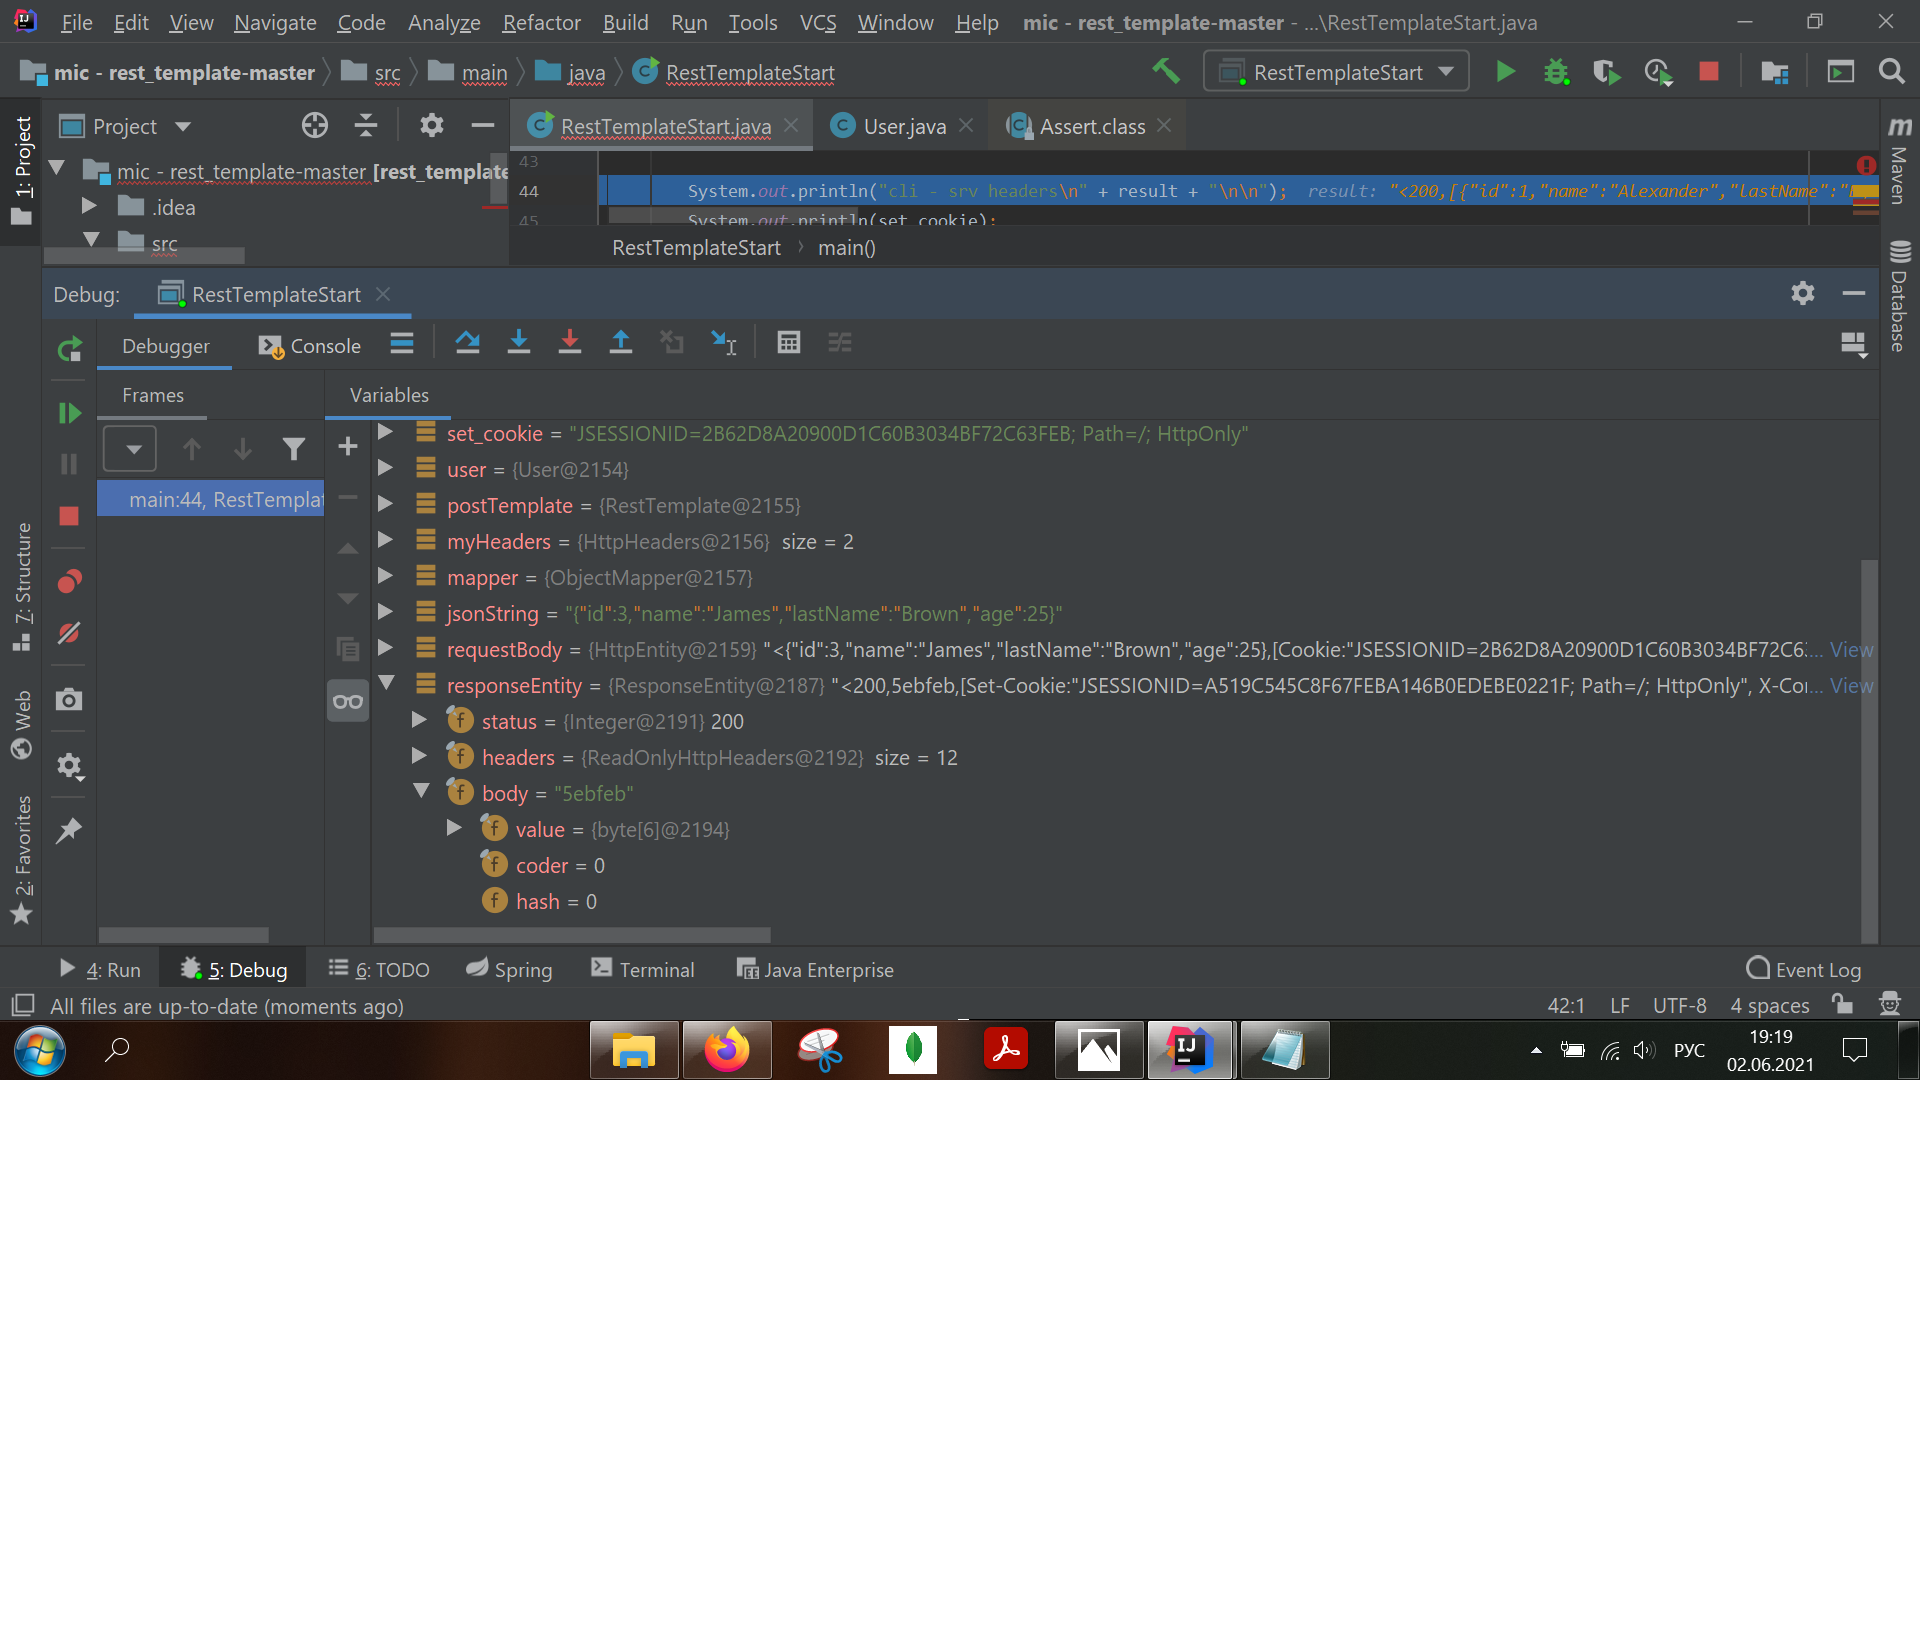 File Edit View Navigate Code Analyze Refactor Build Run Tools VCS Window Help mic - rest_template-master - ...\RestTemplateStart.java
mic - rest_template-master src main java RestTemplateStart RestTemplateStart
1: Project
Project
RestTemplateStart.java User.java Assert.class
Maven
mic - rest_template-master [rest_template
.idea
src
43
44 System.out.println("cli - srv headers\n" + result + "\n\n"); result: "<200,[{"id":1,"name":"Alexander","lastName":"
45 System.out.println(set_cookie);
RestTemplateStart main()
Database
Debug: RestTemplateStart
Debugger Console
Frames Variables
main:44, RestTemplat
set_cookie = "JSESSIONID=2B62D8A20900D1C60B3034BF72C63FEB; Path=/; HttpOnly"
user = {User@2154}
postTemplate = {RestTemplate@2155}
myHeaders = {HttpHeaders@2156} size = 2
mapper = {ObjectMapper@2157}
jsonString = "{"id":3,"name":"James","lastName":"Brown","age":25}"
requestBody = {HttpEntity@2159} "<{"id":3,"name":"James","lastName":"Brown","age":25},[Cookie:"JSESSIONID=2B62D8A20900D1C60B3034BF72C6... View
responseEntity = {ResponseEntity@2187} "<200,5ebfeb,[Set-Cookie:"JSESSIONID=A519C545C8F67FEBA146B0EDEBE0221F; Path=/; HttpOnly", X-Co... View
status = {Integer@2191} 200
headers = {ReadOnlyHttpHeaders@2192} size = 12
body = "5ebfeb"
value = {byte[6]@2194}
coder = 0
hash = 0
7: Structure
Web
2: Favorites
4: Run 5: Debug 6: TODO Spring Terminal Java Enterprise Event Log
All files are up-to-date (moments ago) 42:1 LF UTF-8 4 spaces
РУС
19:19
02.06.2021